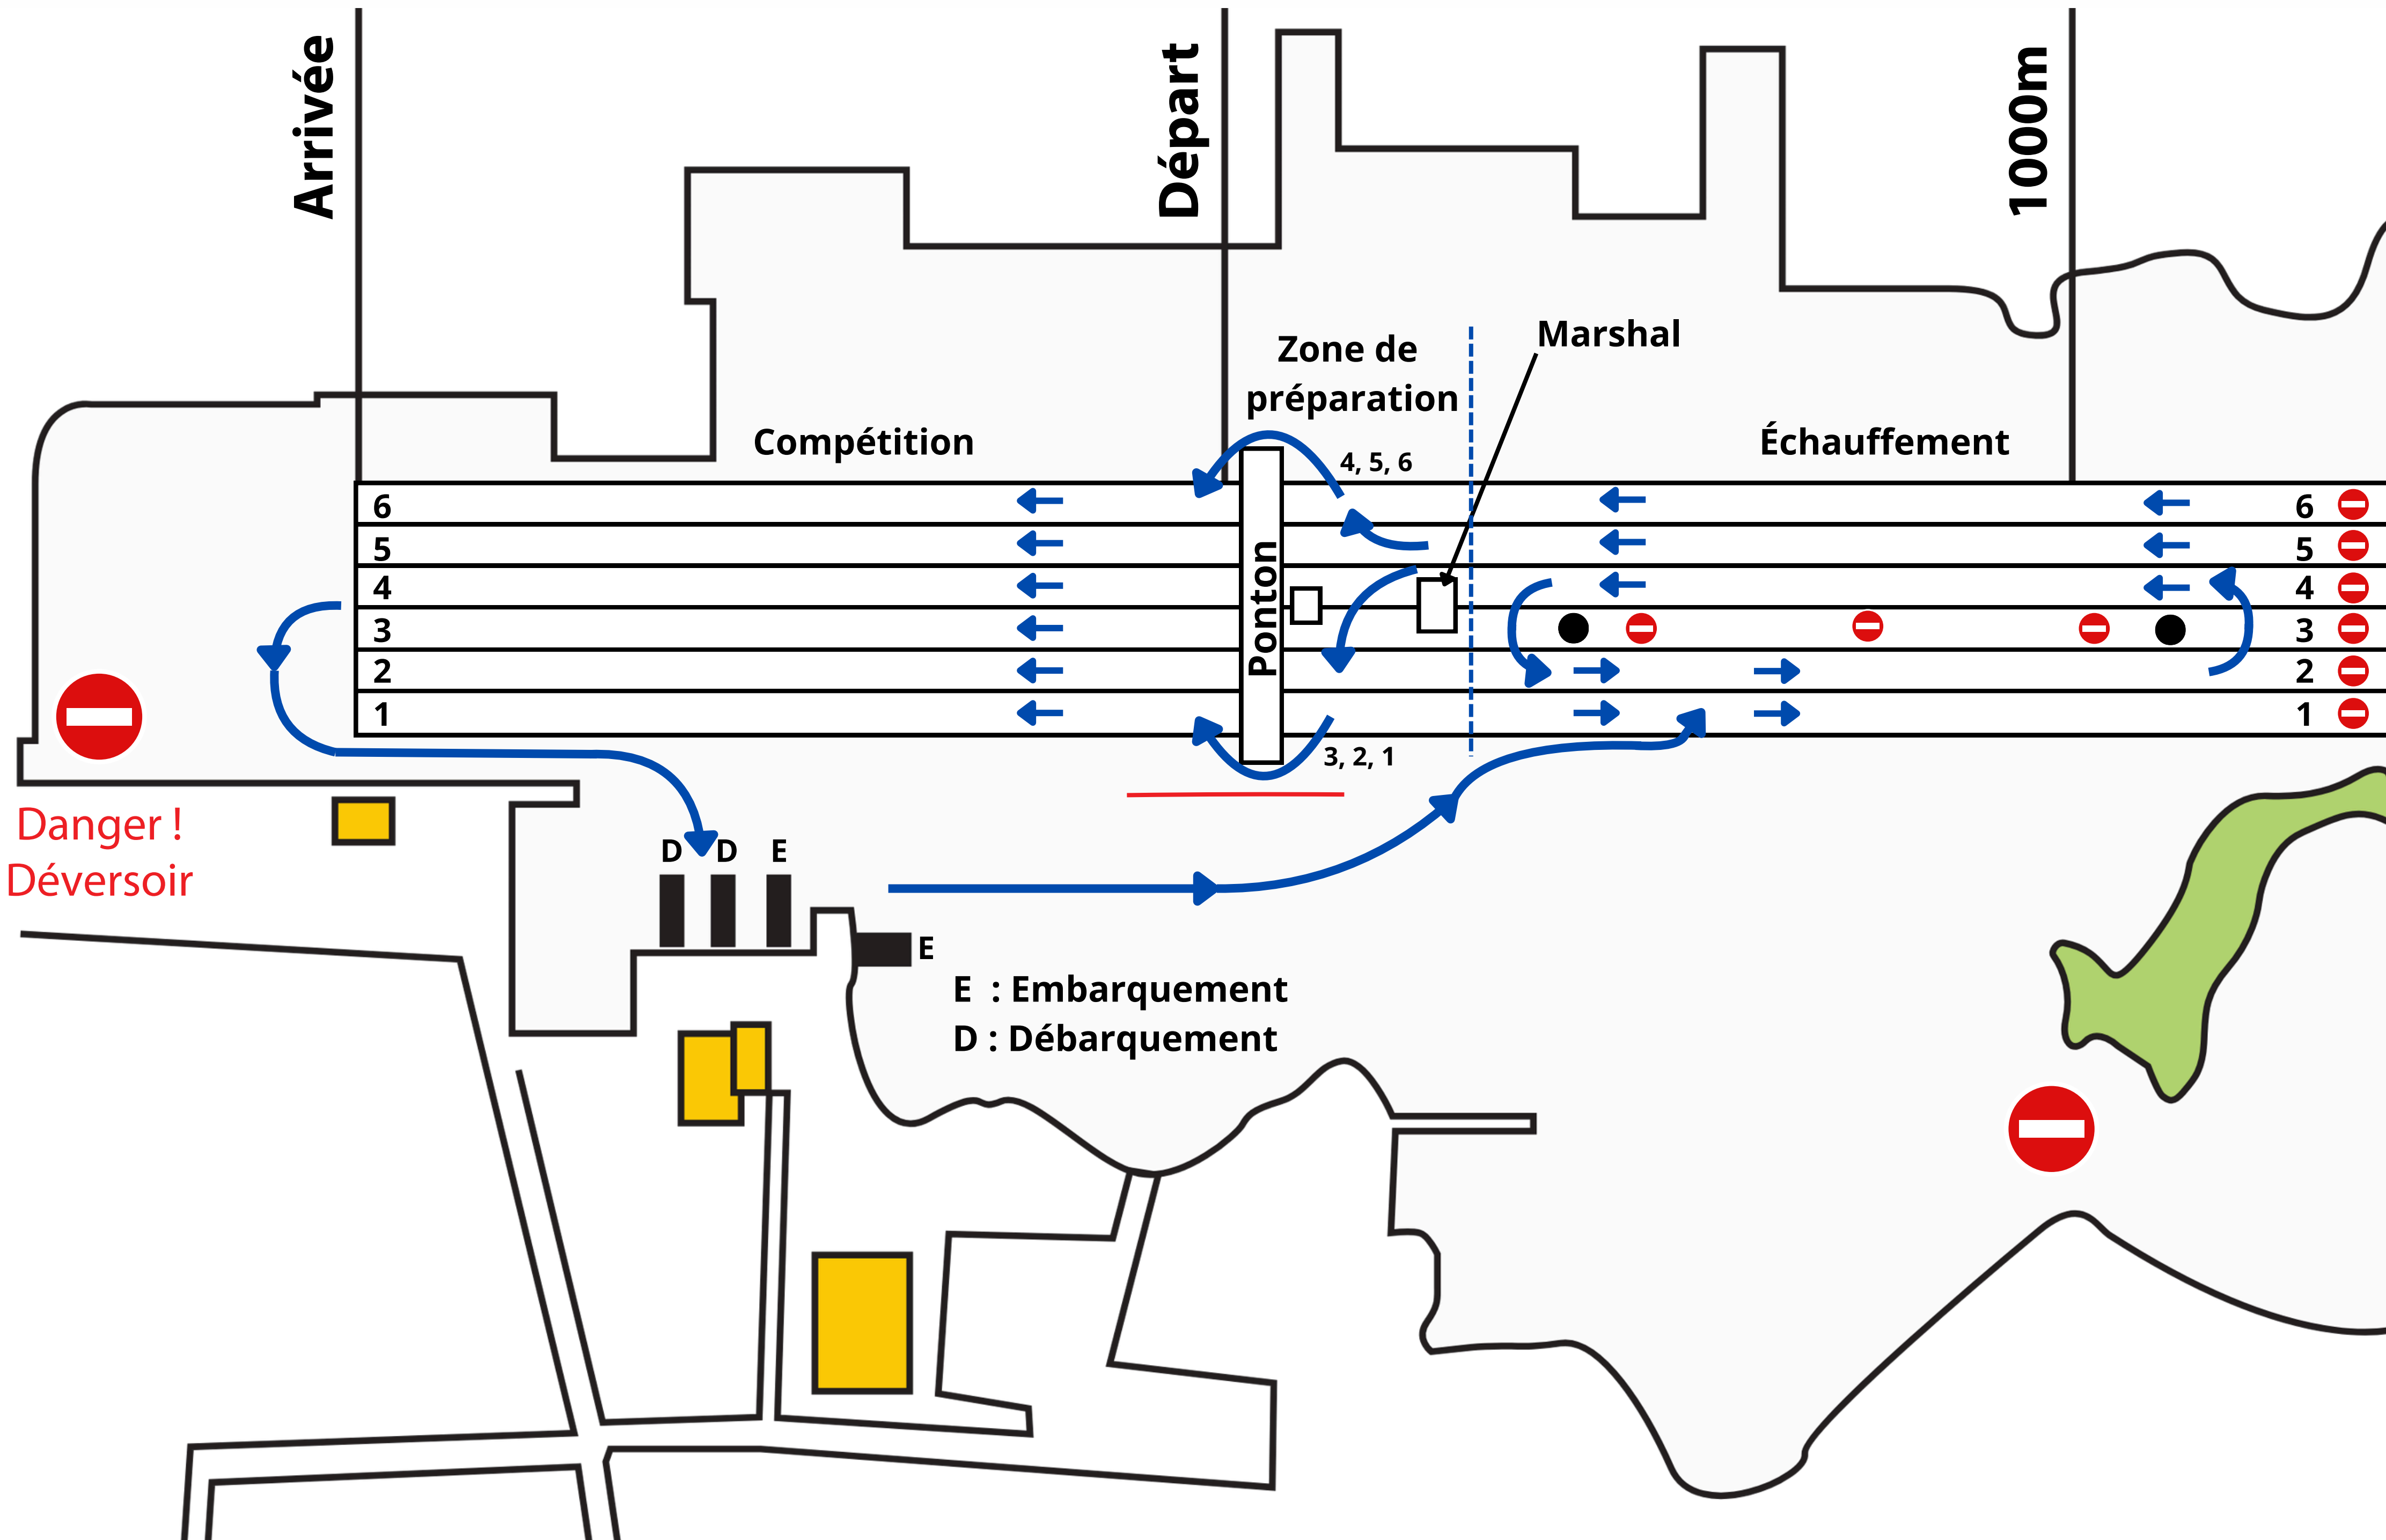 Arrivée
Départ
1000m
Zone de
préparation
Marshal
Compétition
Échauffement
4, 5, 6
6
5
4
3
2
1
Ponton
6
5
4
3
2
1
3, 2, 1
Danger !
Déversoir
D
D
E
E
E : Embarquement
D : Débarquement